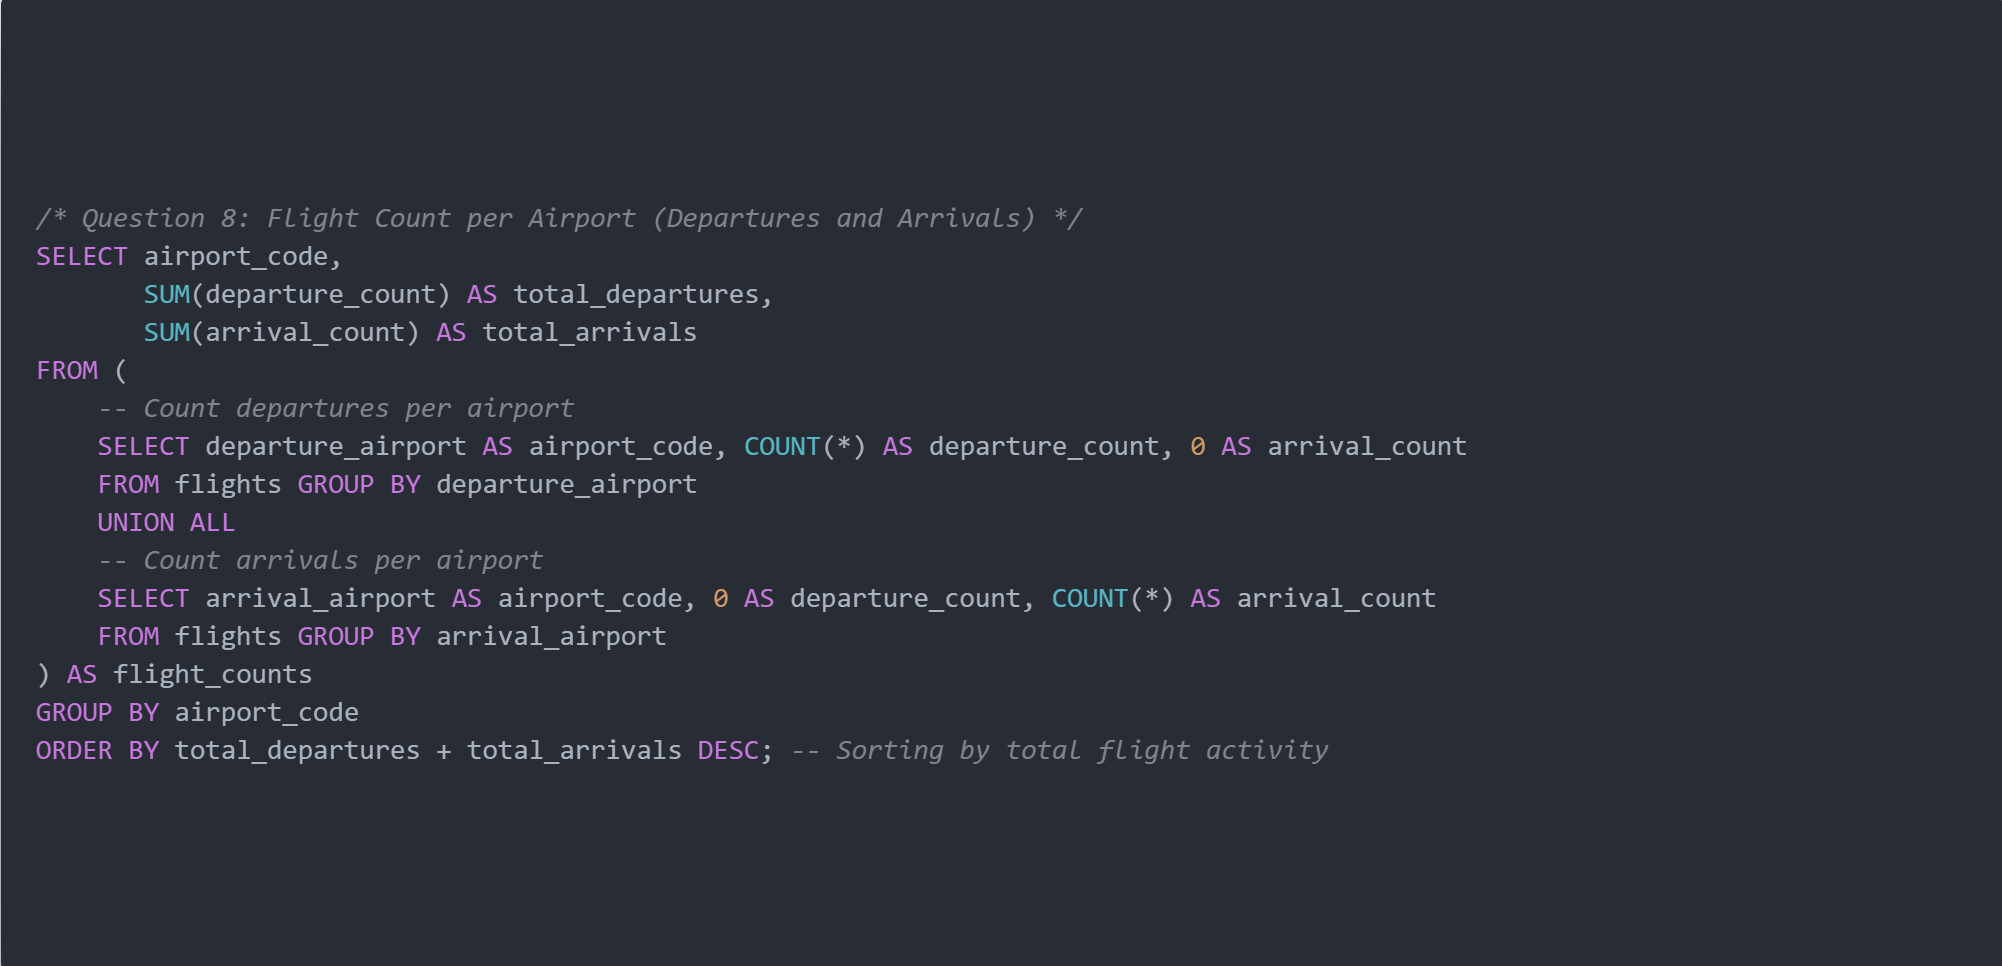 /* Question 8: Flight Count per Airport (Departures and Arrivals) */
SELECT airport_code,
       SUM(departure_count) AS total_departures,
       SUM(arrival_count) AS total_arrivals
FROM (
    -- Count departures per airport
    SELECT departure_airport AS airport_code, COUNT(*) AS departure_count, 0 AS arrival_count
    FROM flights GROUP BY departure_airport
    UNION ALL
    -- Count arrivals per airport
    SELECT arrival_airport AS airport_code, 0 AS departure_count, COUNT(*) AS arrival_count
    FROM flights GROUP BY arrival_airport
) AS flight_counts
GROUP BY airport_code
ORDER BY total_departures + total_arrivals DESC; -- Sorting by total flight activity